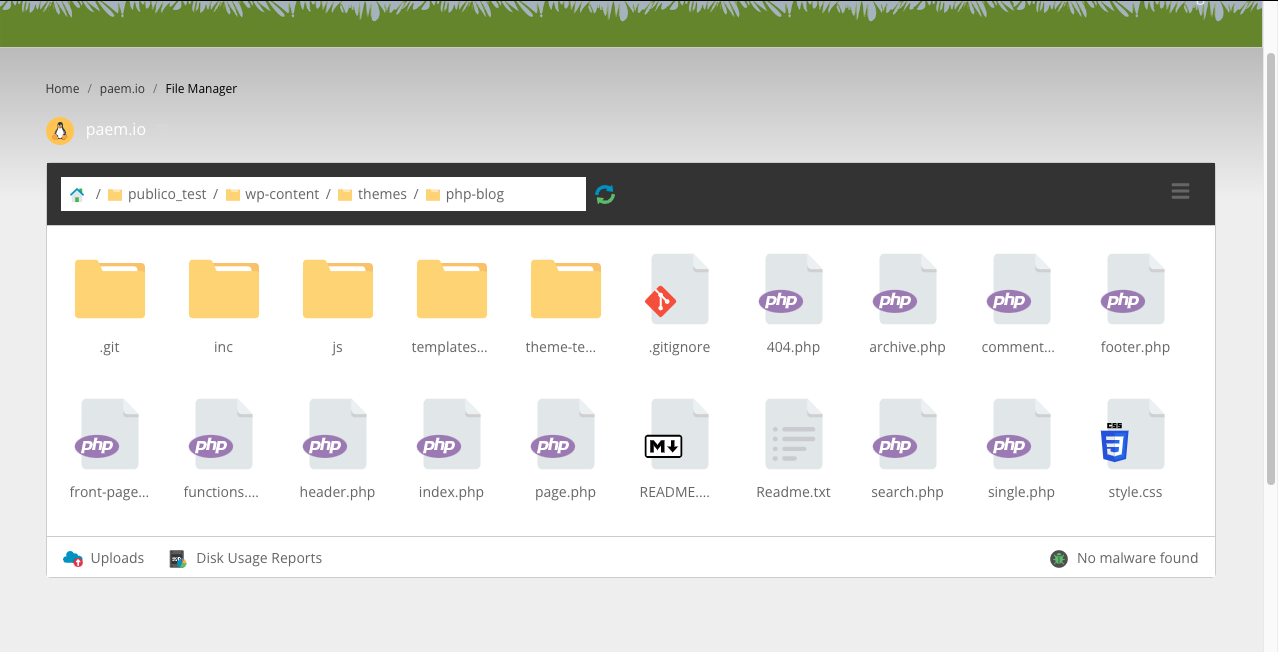 Home / paem.io / File Manager
paem.io
/ publico_test / wp-content / themes / php-blog
php php php php
.git inc js templates... theme-te... .gitignore 404.php archive.php comment... footer.php
php php php php php M php php CSS
front-page... functions.... header.php index.php page.php README.... Readme.txt search.php single.php style.css
Uploads Disk Usage Reports No malware found